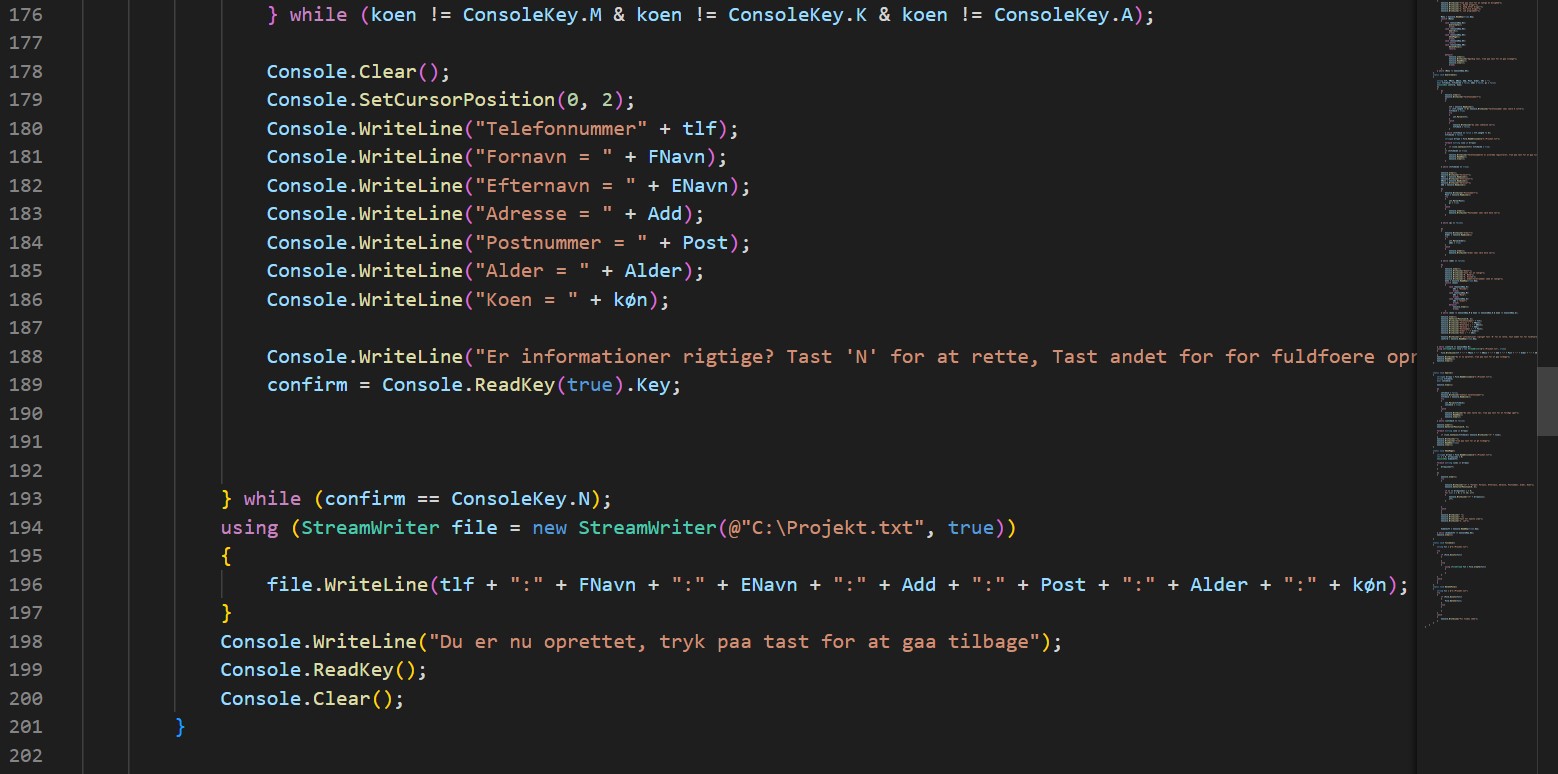 176 } while (koen != ConsoleKey.M & koen != ConsoleKey.K & koen != ConsoleKey.A);
177
178 Console.Clear();
179 Console.SetCursorPosition(0, 2);
180 Console.WriteLine("Telefonnummer" + tlf);
181 Console.WriteLine("Fornavn = " + FNavn);
182 Console.WriteLine("Efternavn = " + ENavn);
183 Console.WriteLine("Adresse = " + Add);
184 Console.WriteLine("Postnummer = " + Post);
185 Console.WriteLine("Alder = " + Alder);
186 Console.WriteLine("Koen = " + køn);
187
188 Console.WriteLine("Er informationer rigtige? Tast 'N' for at rette, Tast andet for for fuldfoere opr
189 confirm = Console.ReadKey(true).Key;
190
191
192
193 } while (confirm == ConsoleKey.N);
194 using (StreamWriter file = new StreamWriter(@"C:\Projekt.txt", true))
195 {
196 file.WriteLine(tlf + ":" + FNavn + ":" + ENavn + ":" + Add + ":" + Post + ":" + Alder + ":" + køn);
197 }
198 Console.WriteLine("Du er nu oprettet, tryk paa tast for at gaa tilbage");
199 Console.ReadKey();
200 Console.Clear();
201 }
202